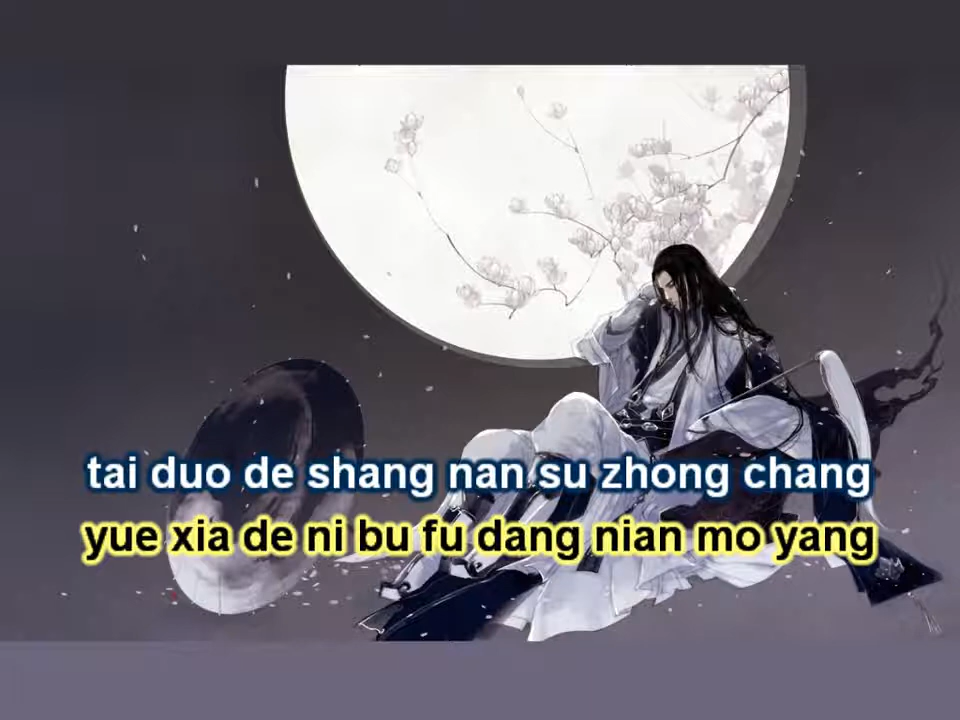 tai duo de shang nan su zhong chang
yue xia de ni bu fu dang nian mo yang